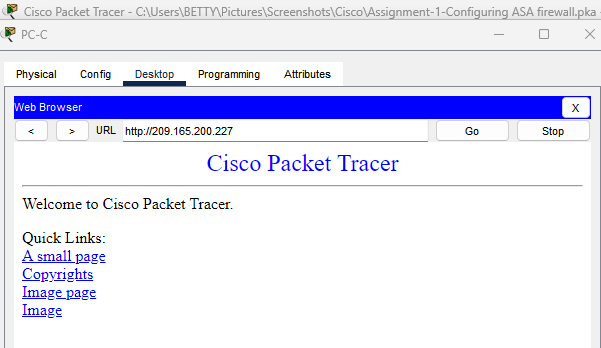 Cisco Packet Tracer - C:\Users\BETTY\Pictures\Screenshots\Cisco\Assignment-1-Configuring ASA firewall.pka -
PC-C
Physical Config Desktop Programming Attributes
Web Browser X
< > URL http://209.165.200.227 Go Stop
Cisco Packet Tracer
Welcome to Cisco Packet Tracer.
Quick Links:
A small page
Copyrights
Image page
Image